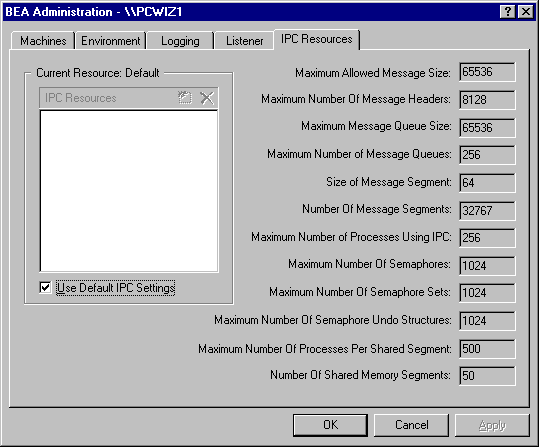 BEA Administration - \\PCWIZ1
Machines Environment Logging Listener IPC Resources
Current Resource: Default
IPC Resources
Use Default IPC Settings
Maximum Allowed Message Size: 65536
Maximum Number Of Message Headers: 8128
Maximum Message Queue Size: 65536
Maximum Number of Message Queues: 256
Size of Message Segment: 64
Number Of Message Segments: 32767
Maximum Number of Processes Using IPC: 256
Maximum Number Of Semaphores: 1024
Maximum Number Of Semaphore Sets: 1024
Maximum Number Of Semaphore Undo Structures: 1024
Maximum Number Of Processes Per Shared Segment: 500
Number Of Shared Memory Segments: 50
OK Cancel Apply